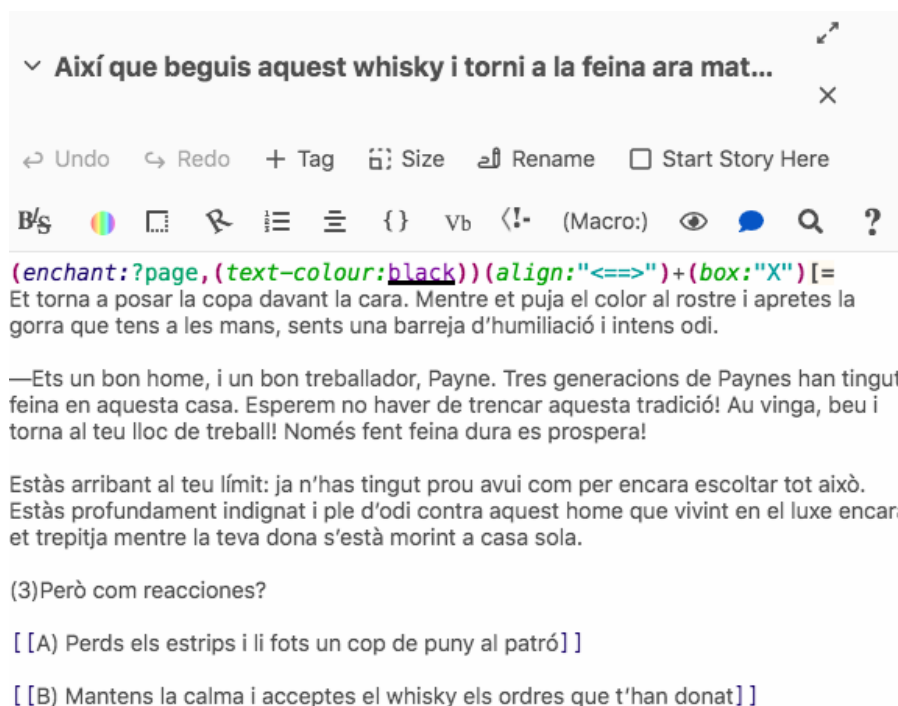 Així que beguis aquest whisky i torni a la feina ara mat...
Undo Redo + Tag Size Rename Start Story Here
{} Vb <!- (Macro:) ?
(enchant:?page,(text-colour:black))(align:"<==>")+(box:"X")[=
Et torna a posar la copa davant la cara. Mentre et puja el color al rostre i apretes la
gorra que tens a les mans, sents una barreja d’humiliació i intens odi.
—Ets un bon home, i un bon treballador, Payne. Tres generacions de Paynes han tingut
feina en aquesta casa. Esperem no haver de trencar aquesta tradició! Au vinga, beu i
torna al teu lloc de treball! Només fent feina dura es prospera!
Estàs arribant al teu límit: ja n’has tingut prou avui com per encara escoltar tot això.
Estàs profundament indignat i ple d’odi contra aquest home que vivint en el luxe encara
et trepitja mentre la teva dona s’està morint a casa sola.
(3)Però com reacciones?
[[A) Perds els estrips i li fots un cop de puny al patró]]
[[B) Mantens la calma i acceptes el whisky els ordres que t’han donat]]